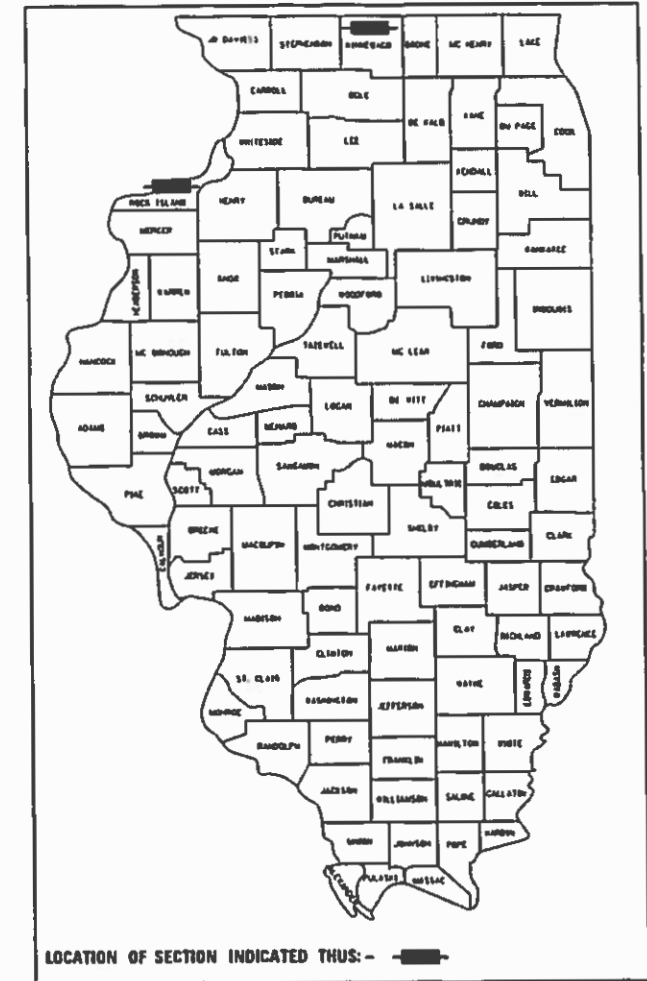 JO DAVIESS STEPHENSON WINNEBAGO BOONE MC HENRY LAKE
CARROLL OGLE DE KALB KANE DU PAGE COOK
WHITESIDE LEE KENDALL WILL
ROCK ISLAND HENRY BUREAU LA SALLE GRUNDY
MERCER PUTNAM KANKAKEE
STARK MARSHALL
HENDERSON WARREN KNOX PEORIA WOODFORD LIVINGSTON IROQUOIS
HANCOCK MC DONOUGH FULTON TAZEWELL MC LEAN FORD
SCHUYLER MASON LOGAN DE WITT CHAMPAIGN VERMILION
ADAMS BROWN CASS MENARD MACON PIATT
PIKE SCOTT MORGAN SANGAMON CHRISTIAN MOULTRIE DOUGLAS EDGAR
COLES
CALHOUN GREENE MACOUPIN MONTGOMERY SHELBY CUMBERLAND CLARK
JERSEY FAYETTE EFFINGHAM JASPER CRAWFORD
MADISON BOND CLAY RICHLAND LAWRENCE
CLINTON MARION
ST. CLAIR WAYNE EDWARDS WABASH
MONROE WASHINGTON JEFFERSON
RANDOLPH PERRY HAMILTON WHITE
FRANKLIN
JACKSON WILLIAMSON SALINE GALLATIN
UNION JOHNSON POPE HARDIN
ALEXANDER PULASKI MASSAC
LOCATION OF SECTION INDICATED THUS:-